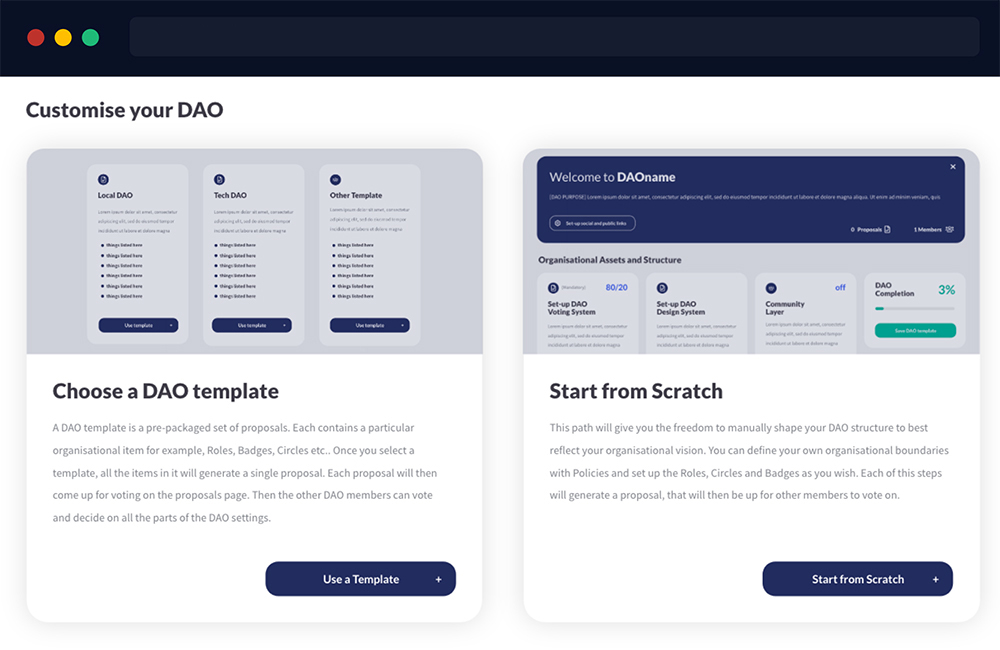 Customise your DAO
Local DAO
Lorem ipsum dolor sit amet, consectetur
adipiscing elit, sed do eiusmod tempor
incididunt ut labore et dolore magna
things listed here
things listed here
things listed here
things listed here
things listed here
things listed here
Use template +
Tech DAO
Lorem ipsum dolor sit amet, consectetur
adipiscing elit, sed do eiusmod tempor
incididunt ut labore et dolore magna
things listed here
things listed here
things listed here
things listed here
things listed here
things listed here
Use template +
Other Template
Lorem ipsum dolor sit amet, consectetur
adipiscing elit, sed do eiusmod tempor
incididunt ut labore et dolore magna
things listed here
things listed here
things listed here
things listed here
things listed here
things listed here
Use template +
Choose a DAO template
A DAO template is a pre-packaged set of proposals. Each contains a particular
organisational item for example, Roles, Badges, Circles etc.. Once you select a
template, all the items in it will generate a single proposal. Each proposal will then
come up for voting on the proposals page. Then the other DAO members can vote
and decide on all the parts of the DAO settings.
Use a Template +
Welcome to DAOname
[DAO PURPOSE] Lorem ipsum dolor sit amet, consectetur adipiscing elit, sed do eiusmod tempor incididunt ut labore et dolore magna aliqua. Ut enim ad minim veniam, quis
Set-up social and public links
0 Proposals
1 Members
Organisational Assets and Structure
(Mandatory) 80/20
Set-up DAO
Voting System
Lorem ipsum dolor sit amet, consectetur
adipiscing elit, sed do eiusmod tempor
incididunt ut labore et dolore magna
Set-up DAO
Design System
Lorem ipsum dolor sit amet, consectetur
adipiscing elit, sed do eiusmod tempor
incididunt ut labore et dolore magna
off
Community
Layer
Lorem ipsum dolor sit amet, consectetur
adipiscing elit, sed do eiusmod tempor
incididunt ut labore et dolore magna
DAO
Completion 3%
Save DAO template
Start from Scratch
This path will give you the freedom to manually shape your DAO structure to best
reflect your organisational vision. You can define your own organisational boundaries
with Policies and set up the Roles, Circles and Badges as you wish. Each of this steps
will generate a proposal, that will then be up for other members to vote on.
Start from Scratch +